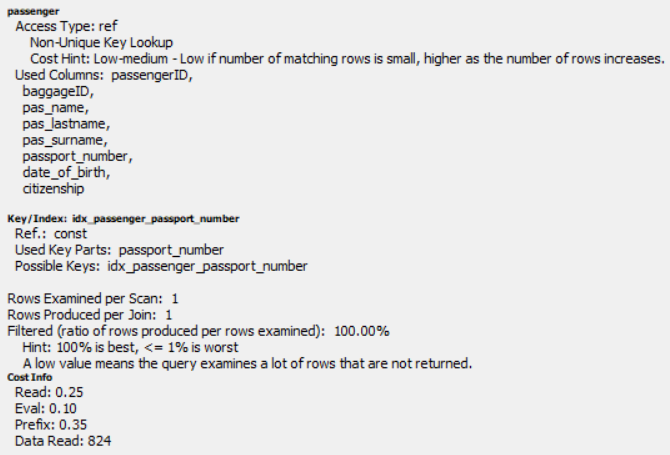 passenger
Access Type: ref
Non-Unique Key Lookup
Cost Hint: Low-medium - Low if number of matching rows is small, higher as the number of rows increases.
Used Columns: passengerID,
baggageID,
pas_name,
pas_lastname,
pas_surname,
passport_number,
date_of_birth,
citizenship
Key/Index: idx_passenger_passport_number
Ref.: const
Used Key Parts: passport_number
Possible Keys: idx_passenger_passport_number
Rows Examined per Scan: 1
Rows Produced per Join: 1
Filtered (ratio of rows produced per rows examined): 100.00%
Hint: 100% is best, <= 1% is worst
A low value means the query examines a lot of rows that are not returned.
Cost Info
Read: 0.25
Eval: 0.10
Prefix: 0.35
Data Read: 824